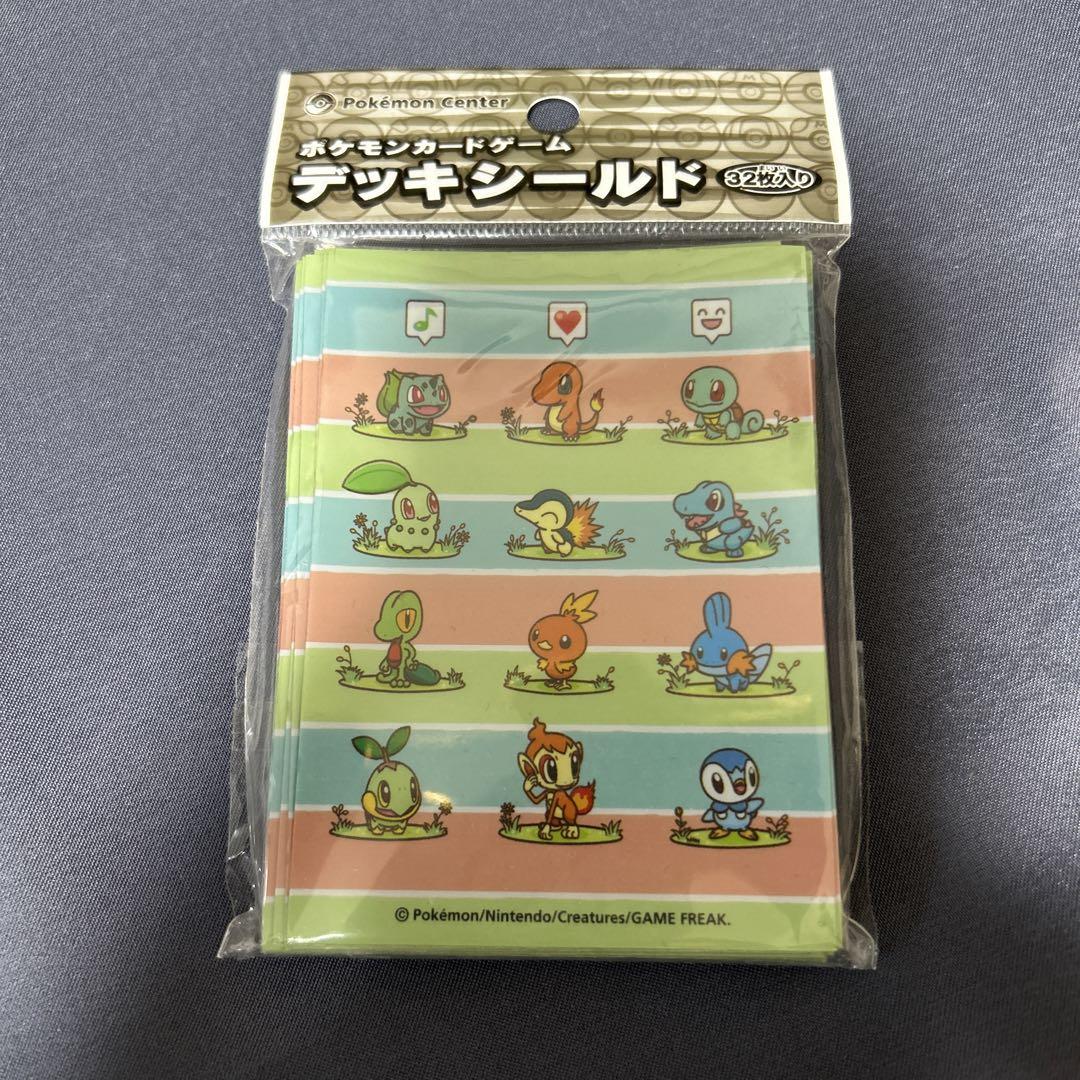 Pokémon Center
ポケモンカードゲーム
デッキシールド
32枚入り
© Pokémon/Nintendo/Creatures/GAME FREAK.